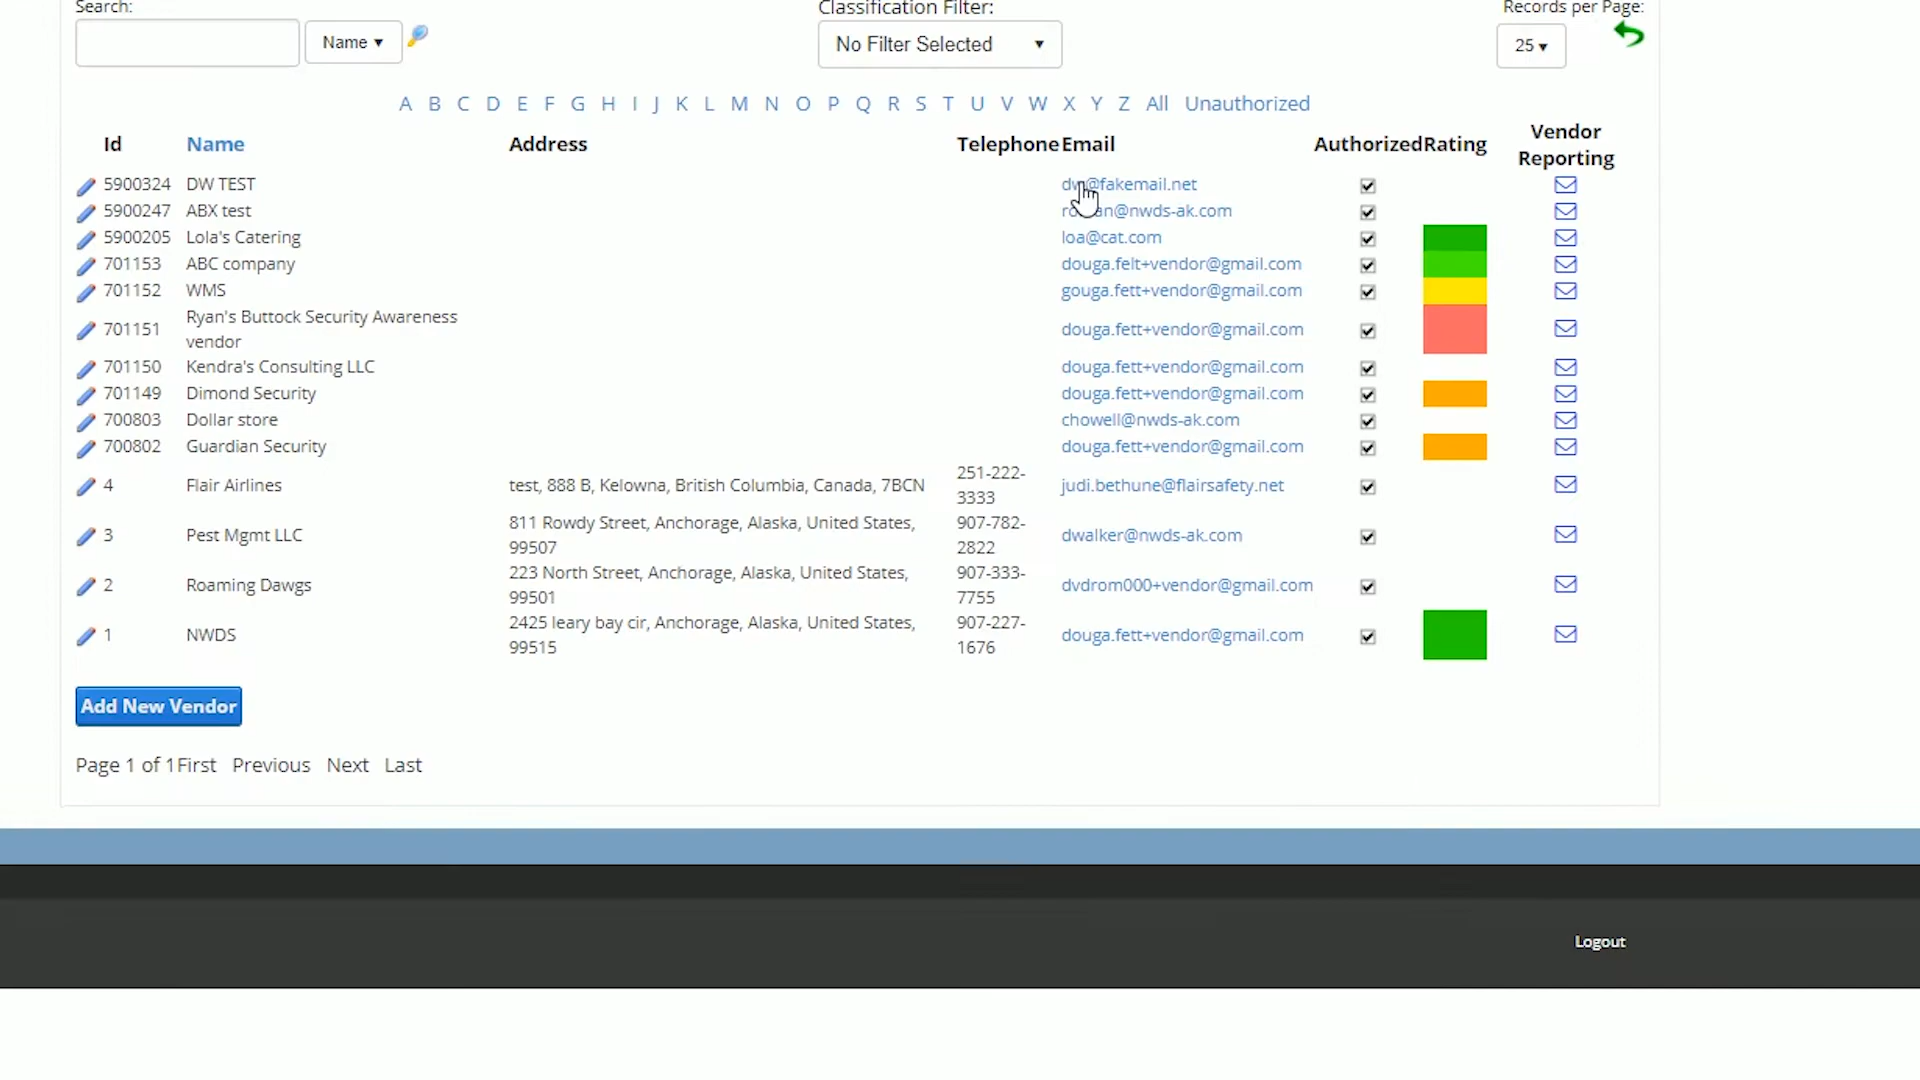 Search:
Classification Filter:
Records per Page:
Name ▾
No Filter Selected ▾
25 ▾
A B C D E F G H I J K L M N O P Q R S T U V W X Y Z All Unauthorized
Id Name Address Telephone Email Authorized Rating Vendor Reporting
5900324 DW TEST dw@fakemail.net
5900247 ABX test
5900205 Lola's Catering loa@cat.com
701153 ABC company douga.felt+vendor@gmail.com
701152 WMS gouga.fett+vendor@gmail.com
701151 Ryan's Buttock Security Awareness vendor douga.fett+vendor@gmail.com
701150 Kendra's Consulting LLC douga.fett+vendor@gmail.com
701149 Dimond Security douga.fett+vendor@gmail.com
700803 Dollar store chowell@nwds-ak.com
700802 Guardian Security douga.fett+vendor@gmail.com
4 Flair Airlines test, 888 B, Kelowna, British Columbia, Canada, 7BCN 251-222-3333 judi.bethune@flairsafety.net
3 Pest Mgmt LLC 811 Rowdy Street, Anchorage, Alaska, United States, 99507 907-782-2822 dwalker@nwds-ak.com
2 Roaming Dawgs 223 North Street, Anchorage, Alaska, United States, 99501 907-333-7755 dvdrom000+vendor@gmail.com
1 NWDS 2425 leary bay cir, Anchorage, Alaska, United States, 99515 907-227-1676 douga.fett+vendor@gmail.com
Add New Vendor
Page 1 of 1First Previous Next Last
Logout